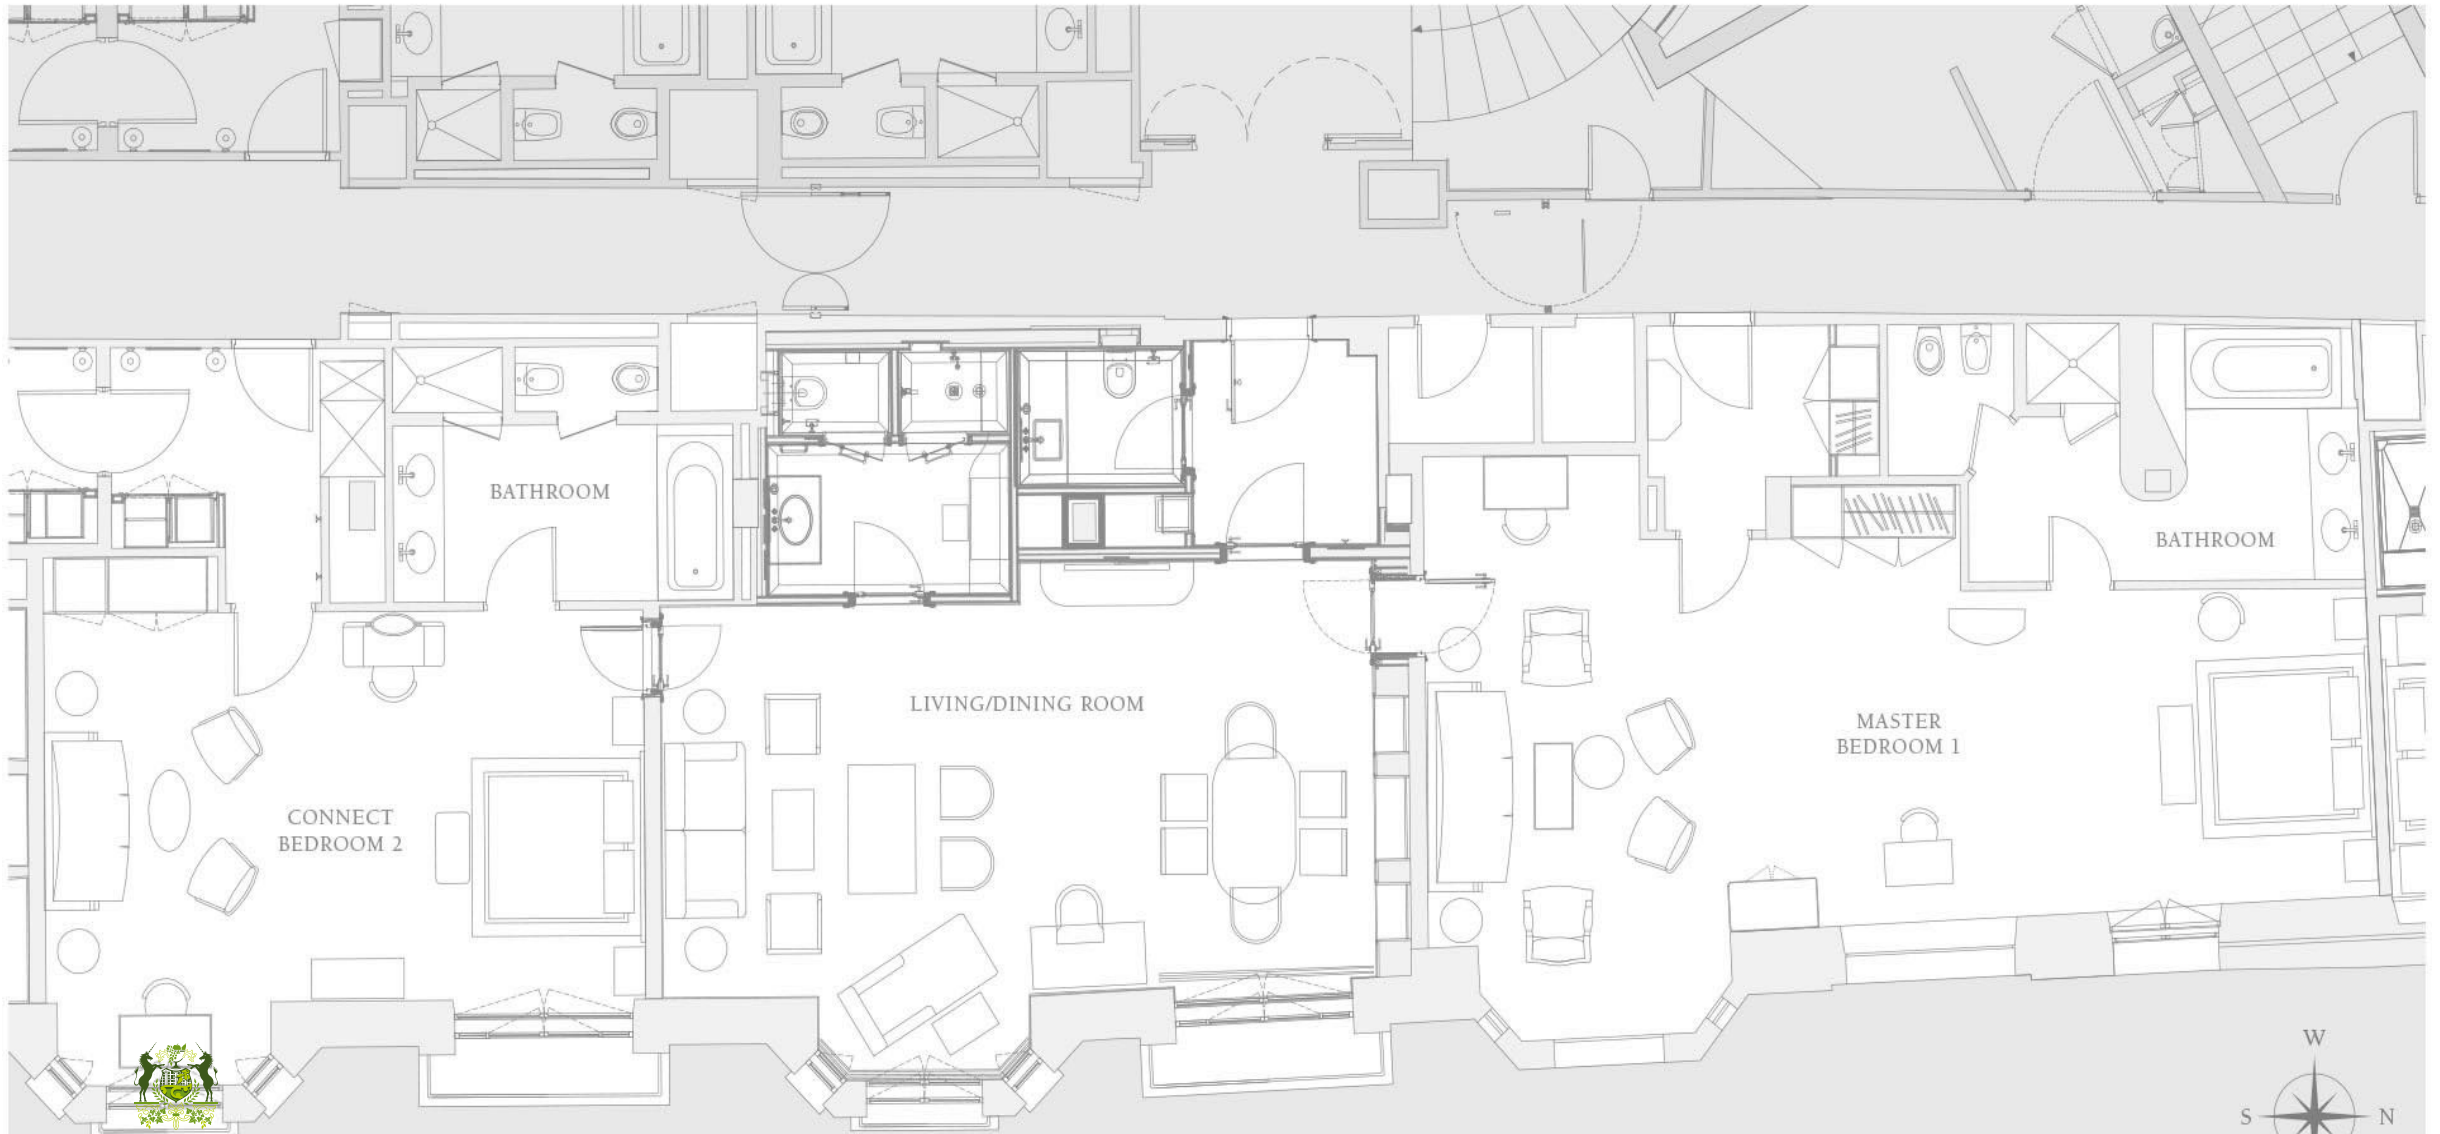 BATHROOM
BATHROOM
LIVING/DINING ROOM
MASTER
BEDROOM 1
CONNECT
BEDROOM 2
W
S
N